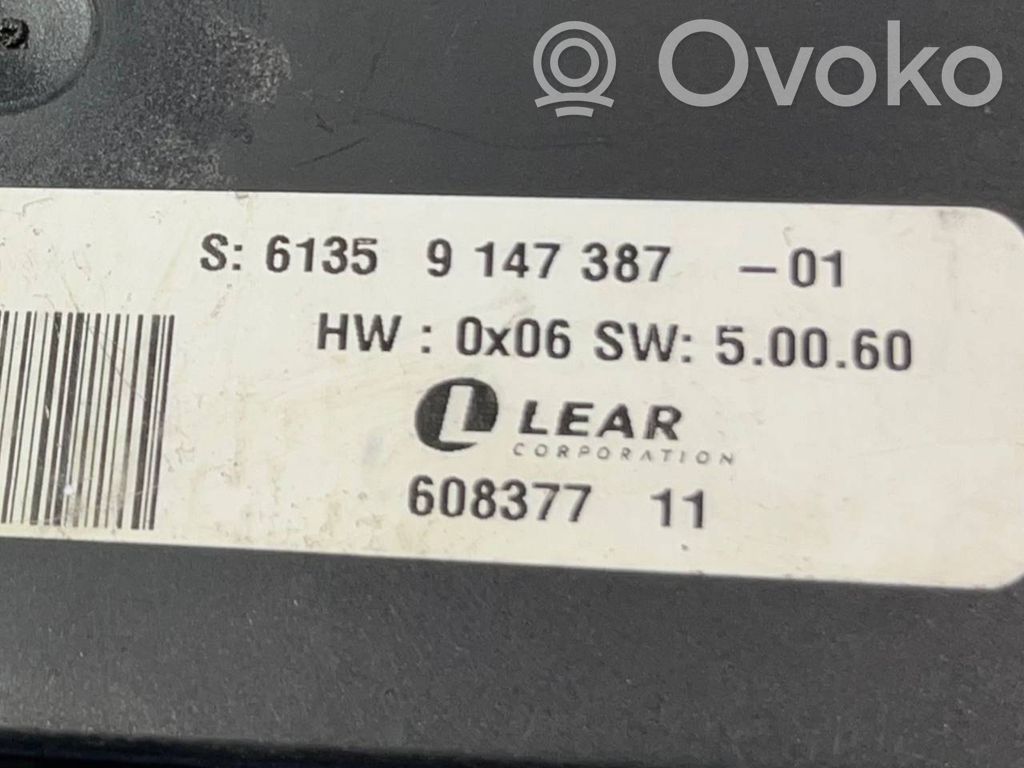 Ovoko
S: 6135 9 147 387 -01
HW : 0x06 SW: 5.00.60
LEAR
CORPORATION
608377 11